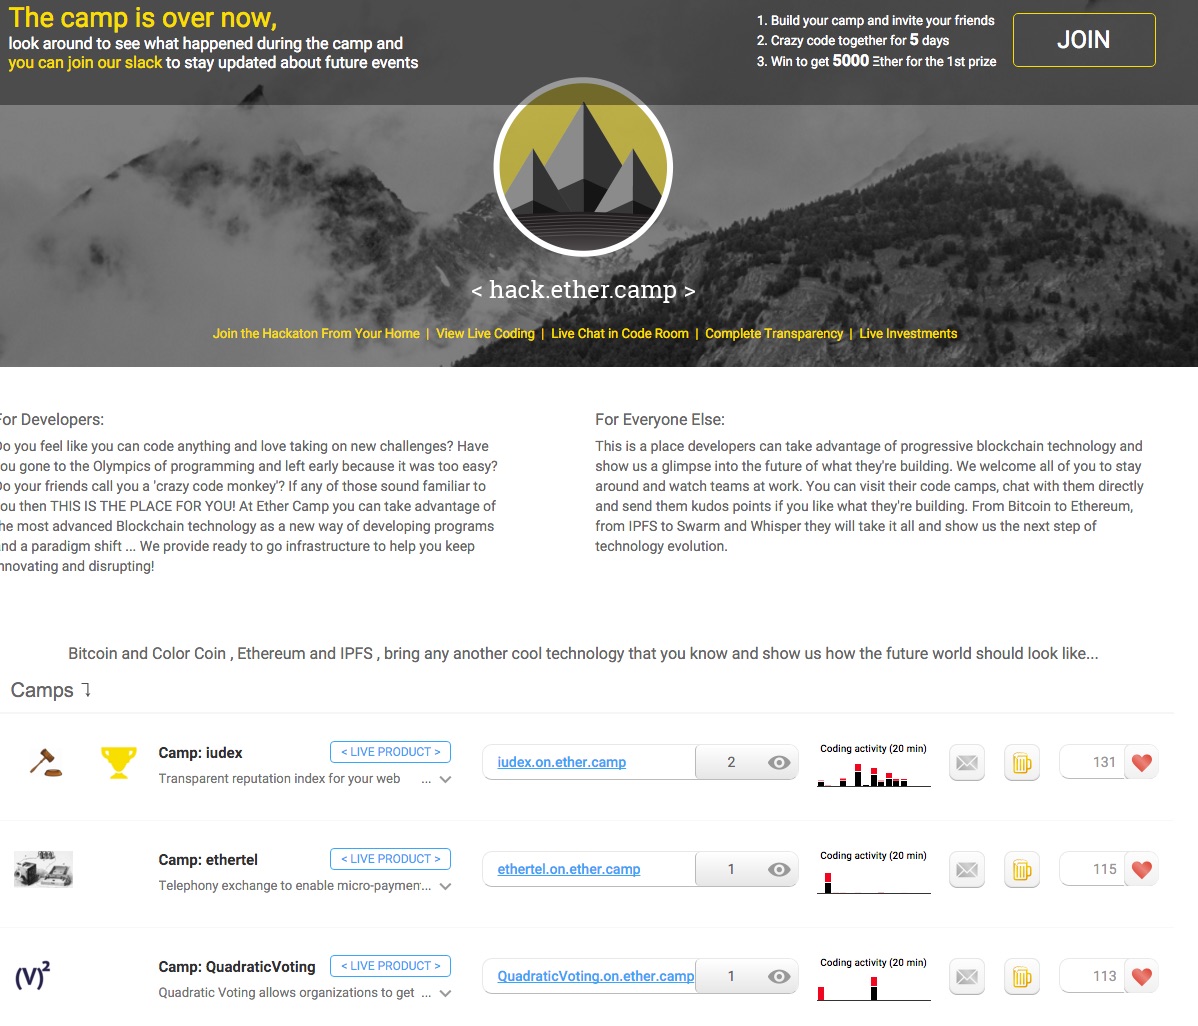 The camp is over now,
look around to see what happened during the camp and
you can join our slack to stay updated about future events
1. Build your camp and invite your friends
2. Crazy code together for 5 days
3. Win to get 5000 Ξther for the 1st prize
JOIN
< hack.ether.camp >
Join the Hackaton From Your Home | View Live Coding | Live Chat in Code Room | Complete Transparency | Live Investments
For Developers:
Do you feel like you can code anything and love taking on new challenges? Have
you gone to the Olympics of programming and left early because it was too easy?
Do your friends call you a 'crazy code monkey'? If any of those sound familiar to
you then THIS IS THE PLACE FOR YOU! At Ether Camp you can take advantage of
the most advanced Blockchain technology as a new way of developing programs
and a paradigm shift ... We provide ready to go infrastructure to help you keep
innovating and disrupting!
For Everyone Else:
This is a place developers can take advantage of progressive blockchain technology and
show us a glimpse into the future of what they're building. We welcome all of you to stay
around and watch teams at work. You can visit their code camps, chat with them directly
and send them kudos points if you like what they're building. From Bitcoin to Ethereum,
from IPFS to Swarm and Whisper they will take it all and show us the next step of
technology evolution.
Bitcoin and Color Coin , Ethereum and IPFS , bring any another cool technology that you know and show us how the future world should look like...
Camps
Camp: iudex
< LIVE PRODUCT >
Transparent reputation index for your web ...
iudex.on.ether.camp
2
Coding activity (20 min)
131
Camp: ethertel
< LIVE PRODUCT >
Telephony exchange to enable micro-paymen...
ethertel.on.ether.camp
1
Coding activity (20 min)
115
(V)²
Camp: QuadraticVoting
< LIVE PRODUCT >
Quadratic Voting allows organizations to get ...
QuadraticVoting.on.ether.camp
1
Coding activity (20 min)
113